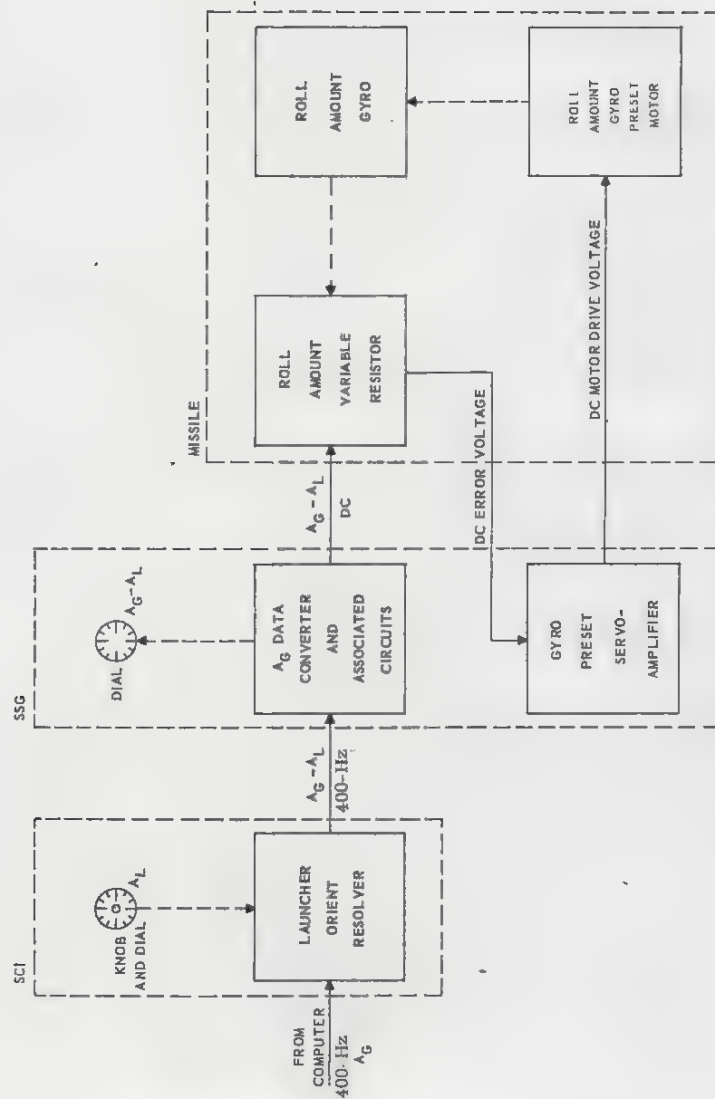 SCI
KNOB
AND DIAL
A_L
FROM
COMPUTER
400-Hz
A_G
LAUNCHER
ORIENT
RESOLVER
A_G – A_L
400-Hz
SSG
DIAL
A_G–A_L
A_G DATA
CONVERTER
AND
ASSOCIATED
CIRCUITS
GYRO
PRESET
SERVO-
AMPLIFIER
A_G – A_L
DC
DC ERROR VOLTAGE
DC MOTOR DRIVE VOLTAGE
MISSILE
ROLL
AMOUNT
VARIABLE
RESISTOR
ROLL
AMOUNT
GYRO
ROLL
AMOUNT
GYRO
PRESET
MOTOR